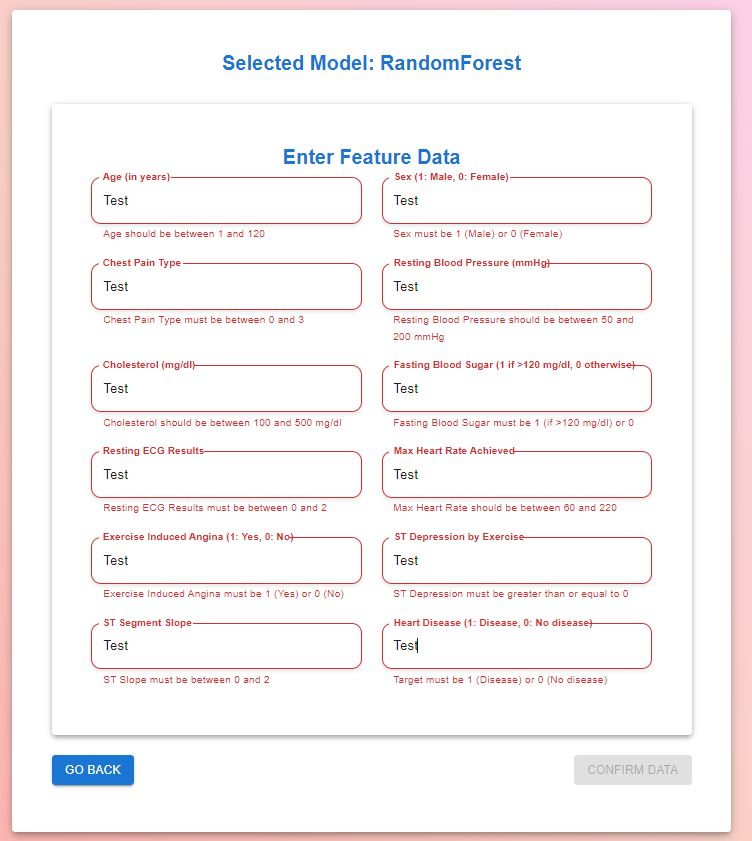 Selected Model: RandomForest
Enter Feature Data
Age (in years)
Test
Age should be between 1 and 120
Sex (1: Male, 0: Female)
Test
Sex must be 1 (Male) or 0 (Female)
Chest Pain Type
Test
Chest Pain Type must be between 0 and 3
Resting Blood Pressure (mmHg)
Test
Resting Blood Pressure should be between 50 and
200 mmHg
Cholesterol (mg/dl)
Test
Cholesterol should be between 100 and 500 mg/dl
Fasting Blood Sugar (1 if >120 mg/dl, 0 otherwise)
Test
Fasting Blood Sugar must be 1 (if >120 mg/dl) or 0
Resting ECG Results
Test
Resting ECG Results must be between 0 and 2
Max Heart Rate Achieved
Test
Max Heart Rate should be between 60 and 220
Exercise Induced Angina (1: Yes, 0: No)
Test
Exercise Induced Angina must be 1 (Yes) or 0 (No)
ST Depression by Exercise
Test
ST Depression must be greater than or equal to 0
ST Segment Slope
Test
ST Slope must be between 0 and 2
Heart Disease (1: Disease, 0: No disease)
Test
Target must be 1 (Disease) or 0 (No disease)
GO BACK
CONFIRM DATA